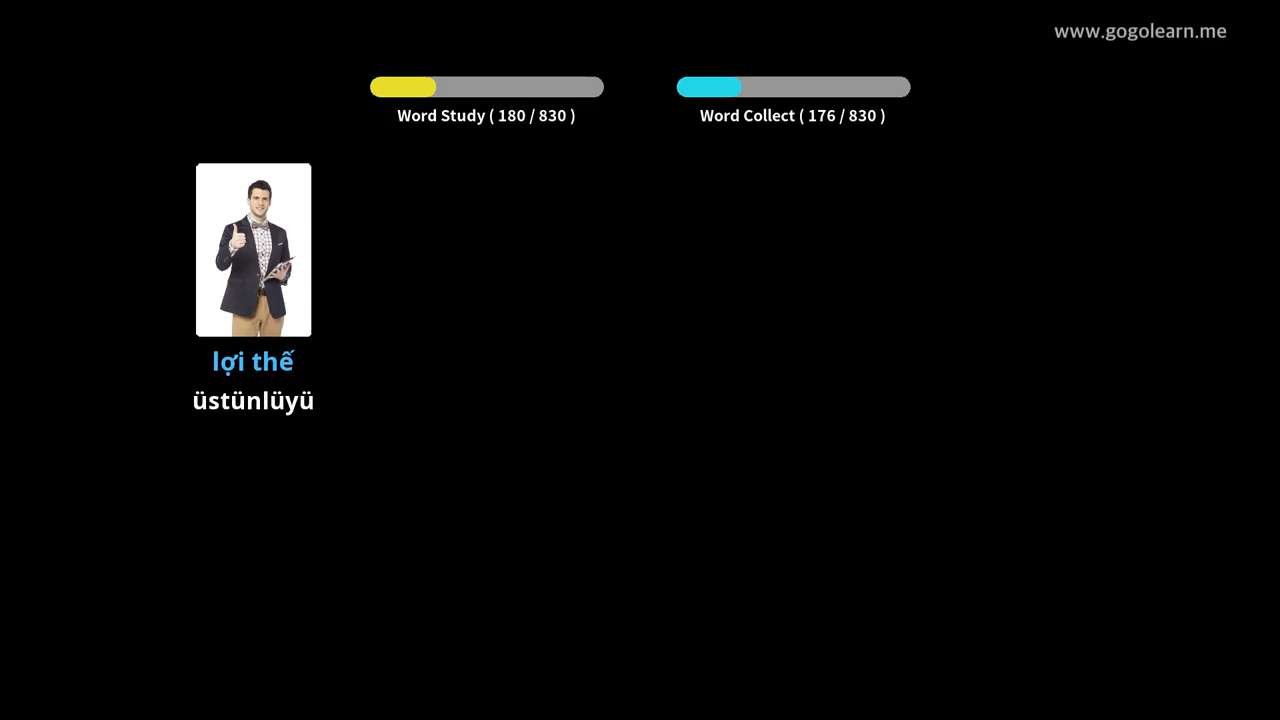 www.gogolearn.me
Word Study ( 180 / 830 )
Word Collect ( 176 / 830 )
lợi thế
üstünlüyü